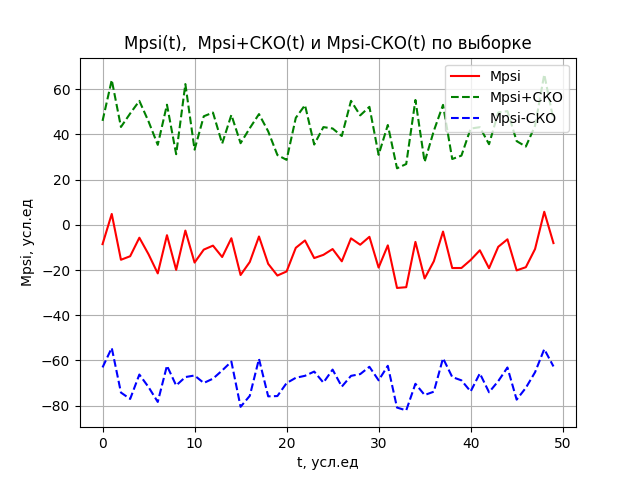 Mpsi(t),  Mpsi+СКО(t) и Mpsi-СКО(t) по выборке
Mpsi
Mpsi+СКО
Mpsi-СКО
60
40
20
0
−20
−40
−60
−80
Mpsi, усл.ед
0 10 20 30 40 50
t, усл.ед